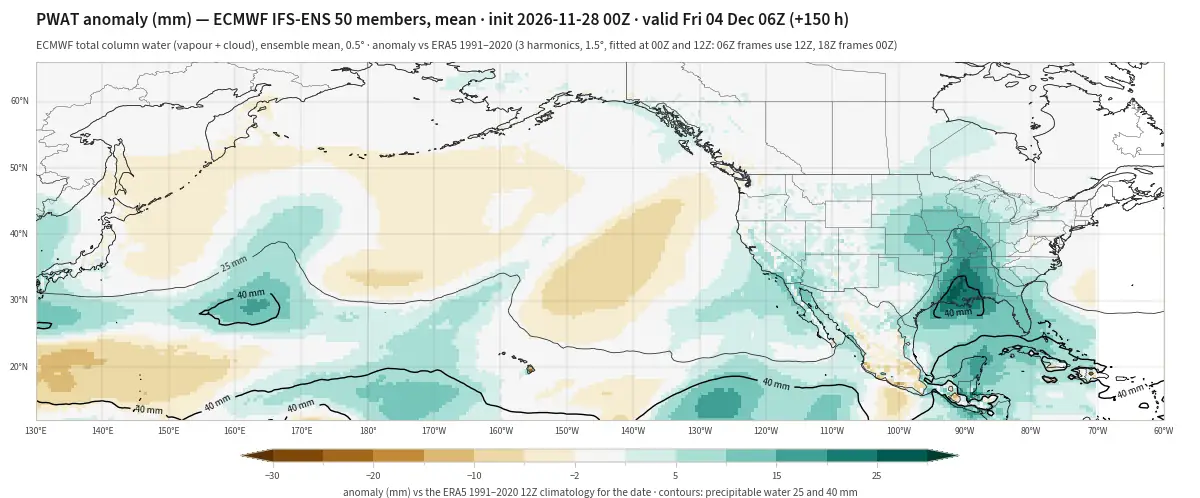 PWAT anomaly (mm) — ECMWF IFS-ENS 50 members, mean · init 2026-11-28 00Z · valid Fri 04 Dec 06Z (+150 h)
ECMWF total column water (vapour + cloud), ensemble mean, 0.5° · anomaly vs ERA5 1991–2020 (3 harmonics, 1.5°, fitted at 00Z and 12Z: 06Z frames use 12Z, 18Z frames 00Z)
60°N
50°N
40°N
25 mm
30°N
40 mm
40 mm
20°N
40 mm
40 mm
40 mm
40 mm
40 mm
130°E 140°E 150°E 160°E 170°E 180° 170°W 160°W 150°W 140°W 130°W 120°W 110°W 100°W 90°W 80°W 70°W 60°W
−30 −20 −10 −2 5 15 25
anomaly (mm) vs the ERA5 1991–2020 12Z climatology for the date · contours: precipitable water 25 and 40 mm